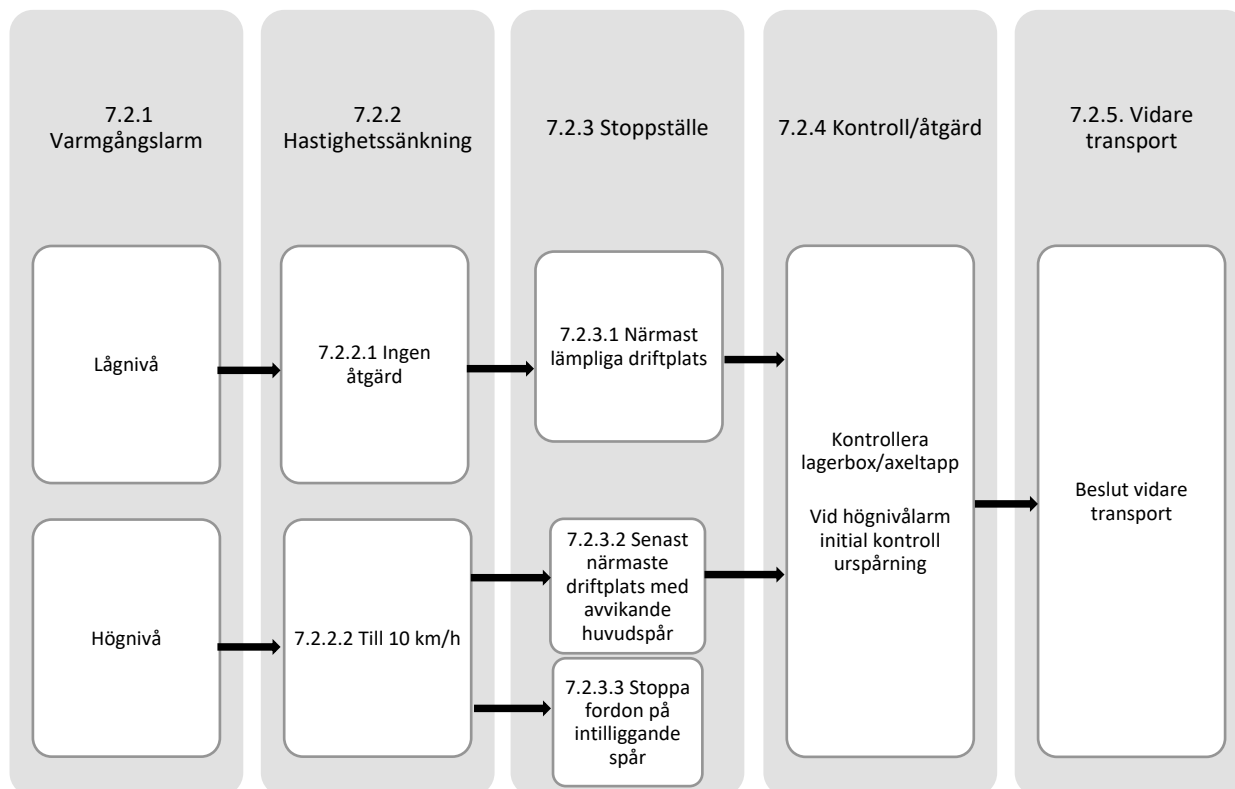 7.2.1
Varmgångslarm
7.2.2
Hastighetssänkning
7.2.3 Stoppställe
7.2.4 Kontroll/åtgärd
7.2.5. Vidare
transport
Lågnivå
7.2.2.1 Ingen
åtgärd
7.2.3.1 Närmast
lämpliga driftplats
Högnivå
7.2.2.2 Till 10 km/h
7.2.3.2 Senast
närmaste
driftplats med
avvikande
huvudspår
7.2.3.3 Stoppa
fordon på
intilliggande
spår
Kontrollera
lagerbox/axeltapp
Vid högnivålarm
initial kontroll
urspårning
Beslut vidare
transport